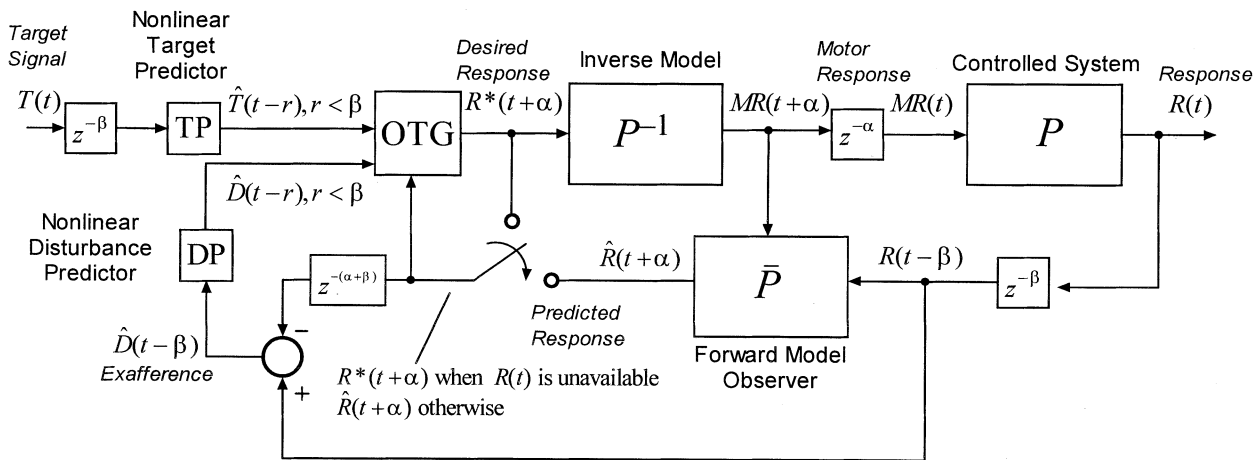 Target
Signal
T(t)
z^{-β}
Nonlinear
Target
Predictor
TP
T̂(t−r), r < β
OTG
Desired
Response
R*(t+α)
Inverse Model
P^{-1}
MR(t+α)
Motor
Response
z^{-α}
MR(t)
Controlled System
P
Response
R(t)
D̂(t−r), r < β
Nonlinear
Disturbance
Predictor
DP
z^{-(α+β)}
R̂(t+α)
Predicted
Response
P̄
Forward Model
Observer
R(t−β)
z^{-β}
D̂(t−β)
Exafference
−
+
R*(t+α) when R(t) is unavailable
R̂(t+α) otherwise